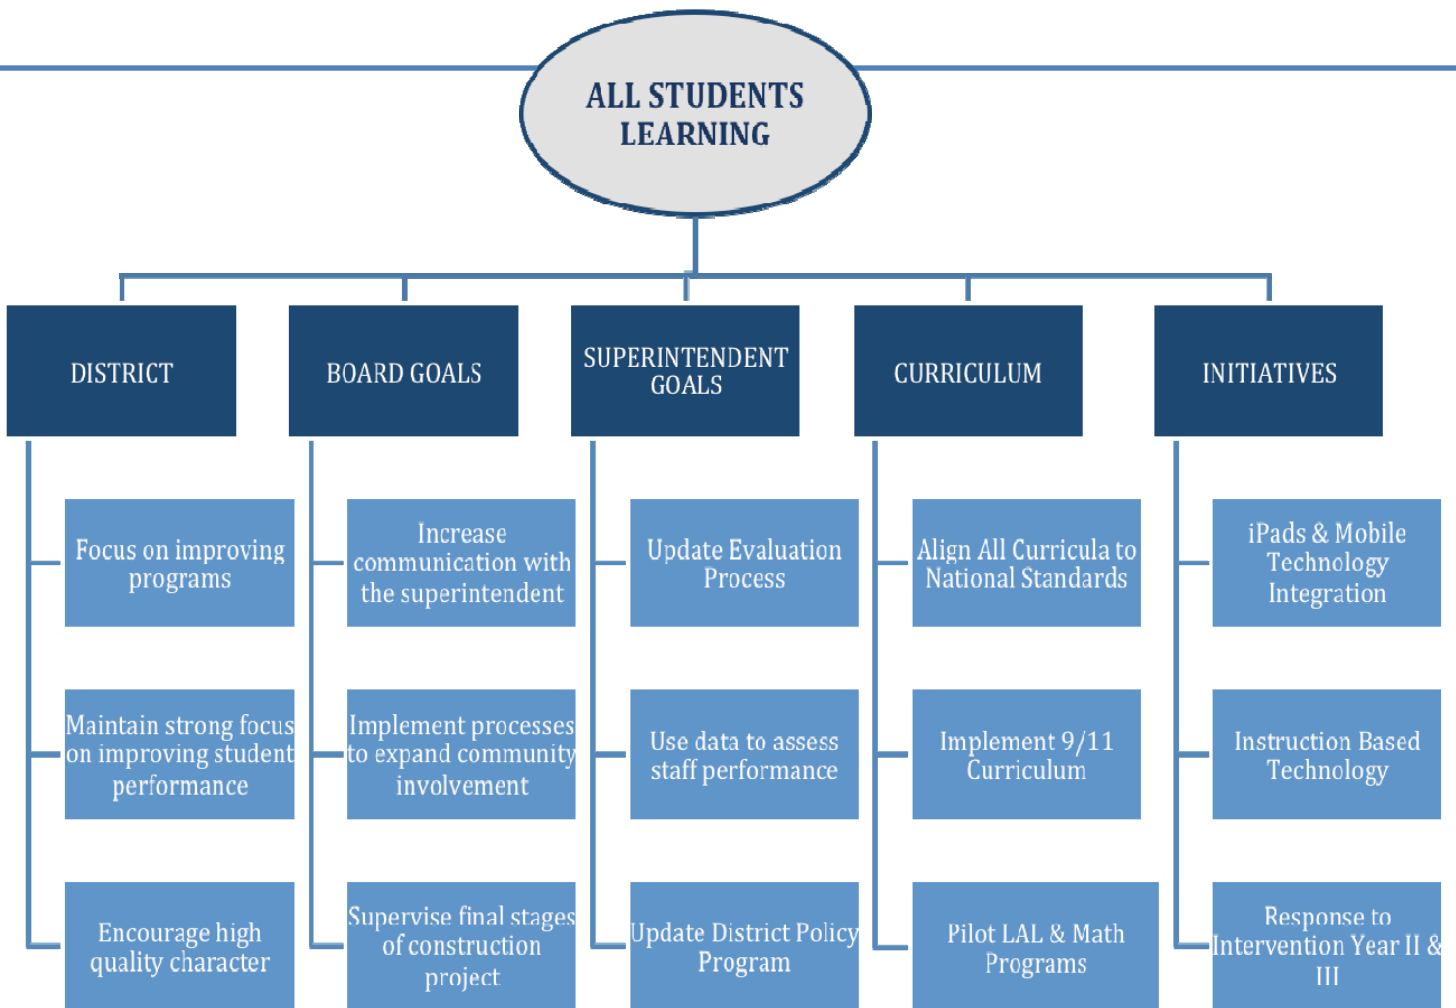 ALL STUDENTS
LEARNING
DISTRICT
BOARD GOALS
SUPERINTENDENT
GOALS
CURRICULUM
INITIATIVES
Focus on improving
programs
Maintain strong focus
on improving student
performance
Encourage high
quality character
Increase
communication with
the superintendent
Implement processes
to expand community
involvement
Supervise final stages
of construction
project
Update Evaluation
Process
Use data to assess
staff performance
Update District Policy
Program
Align All Curricula to
National Standards
Implement 9/11
Curriculum
Pilot LAL & Math
Programs
iPads & Mobile
Technology
Integration
Instruction Based
Technology
Response to
Intervention Year II &
III